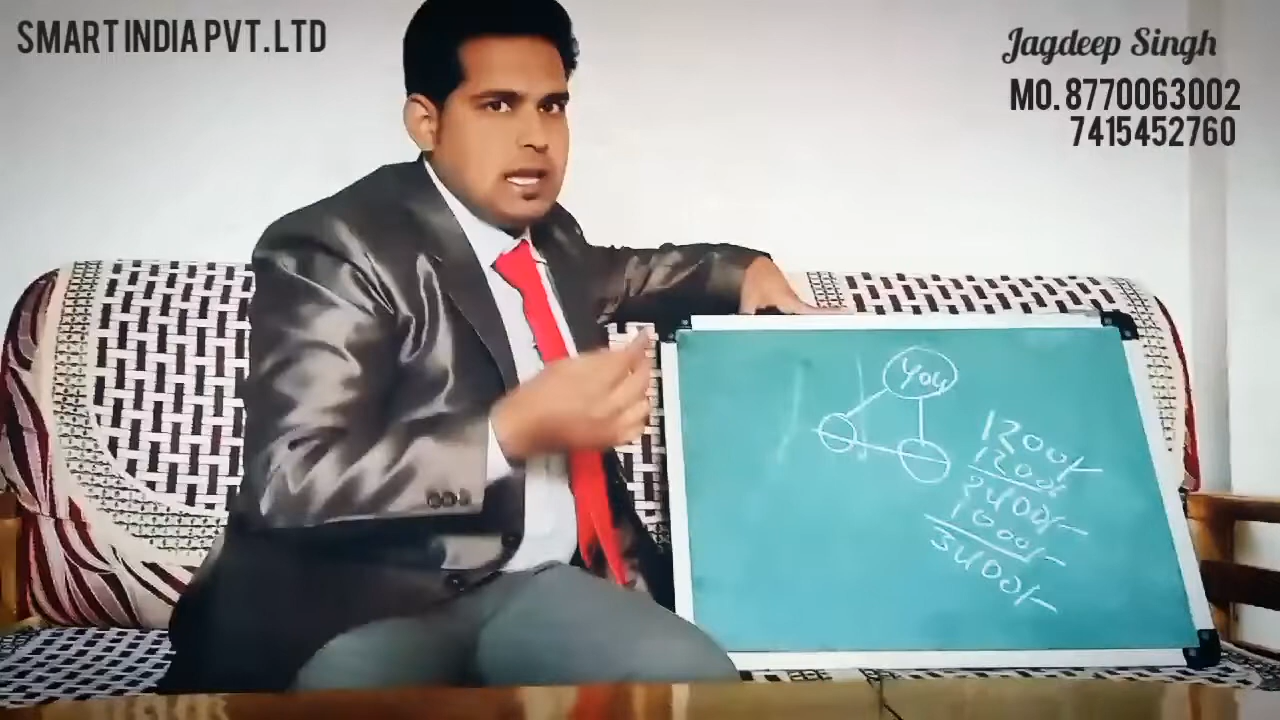 SMART INDIA PVT.LTD
Jagdeep Singh
MO. 8770063002
7415452760
You
1200/-
1200/-
2400/-
1000/-
3400/-